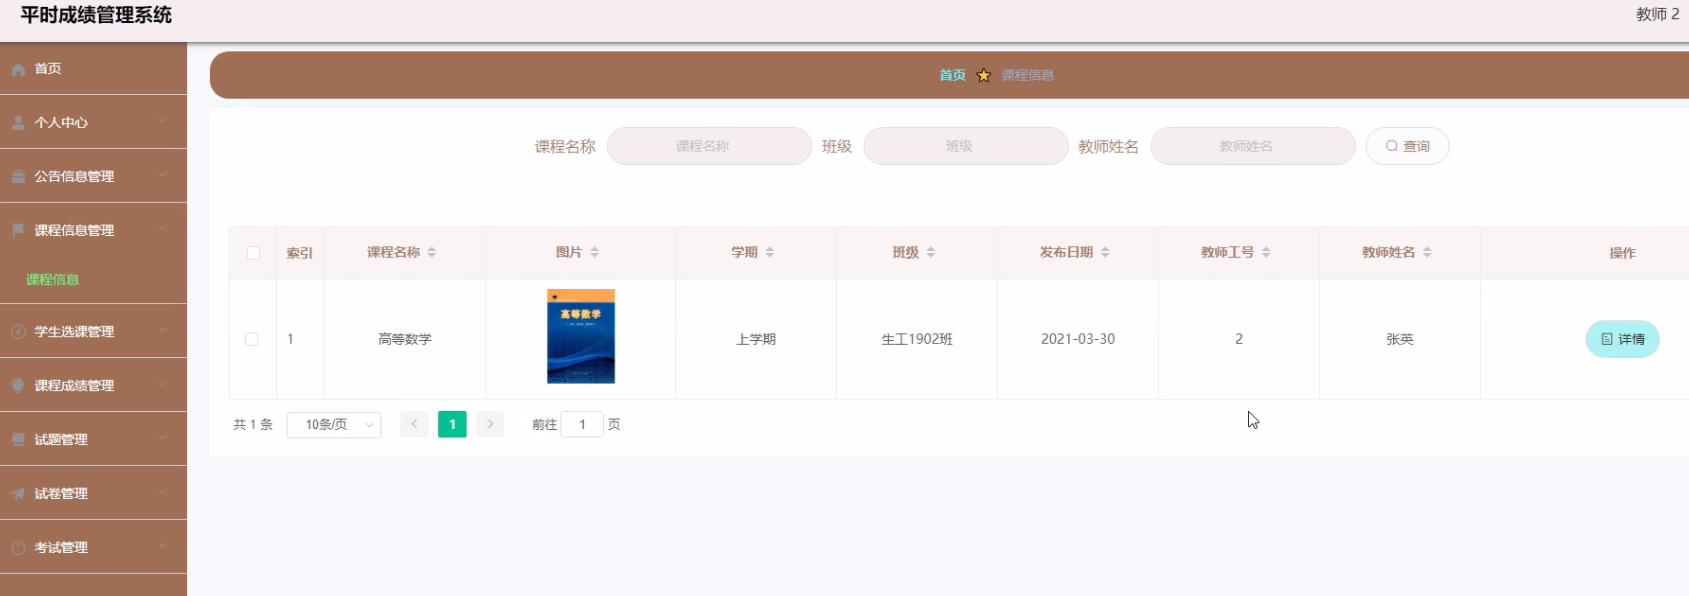 平时成绩管理系统
教师 2
首页
个人中心
公告信息管理
课程信息管理
课程信息
学生选课管理
课程成绩管理
试题管理
试卷管理
考试管理
首页 课程信息
课程名称 课程名称 班级 班级 教师姓名 教师姓名 查询
索引 课程名称 图片 学期 班级 发布日期 教师工号 教师姓名 操作
1 高等数学 高等数学 上学期 生工1902班 2021-03-30 2 张英 详情
共 1 条 10条/页 1 前往 1 页